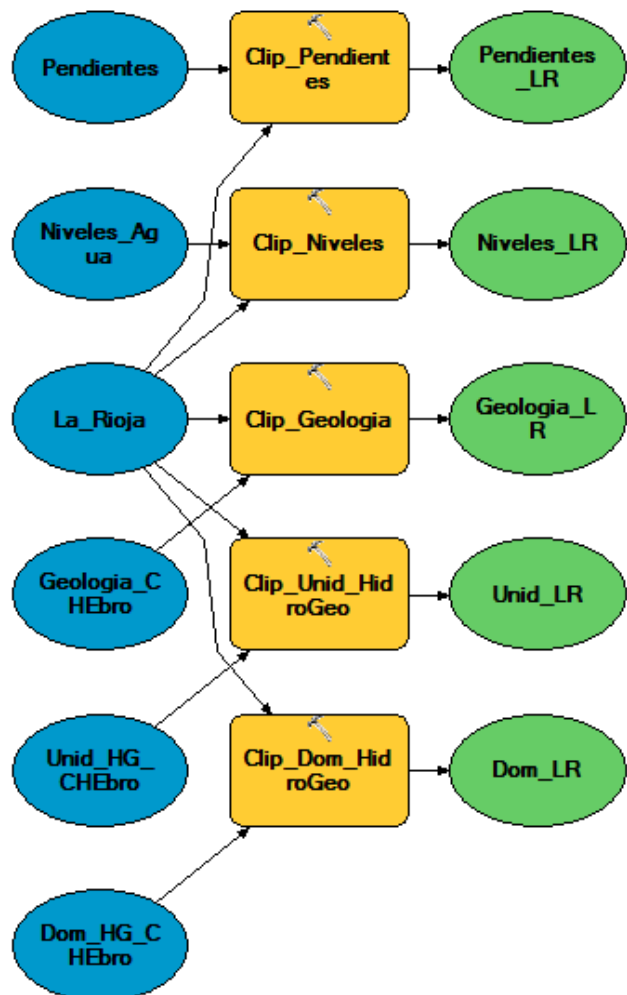 Pendientes
Clip_Pendient
es
Pendientes
_LR
Niveles_Ag
ua
Clip_Niveles
Niveles_LR
La_Rioja
Clip_Geologia
Geologia_L
R
Geologia_C
HEbro
Clip_Unid_Hid
roGeo
Unid_LR
Unid_HG_
CHEbro
Clip_Dom_Hid
roGeo
Dom_LR
Dom_HG_C
HEbro